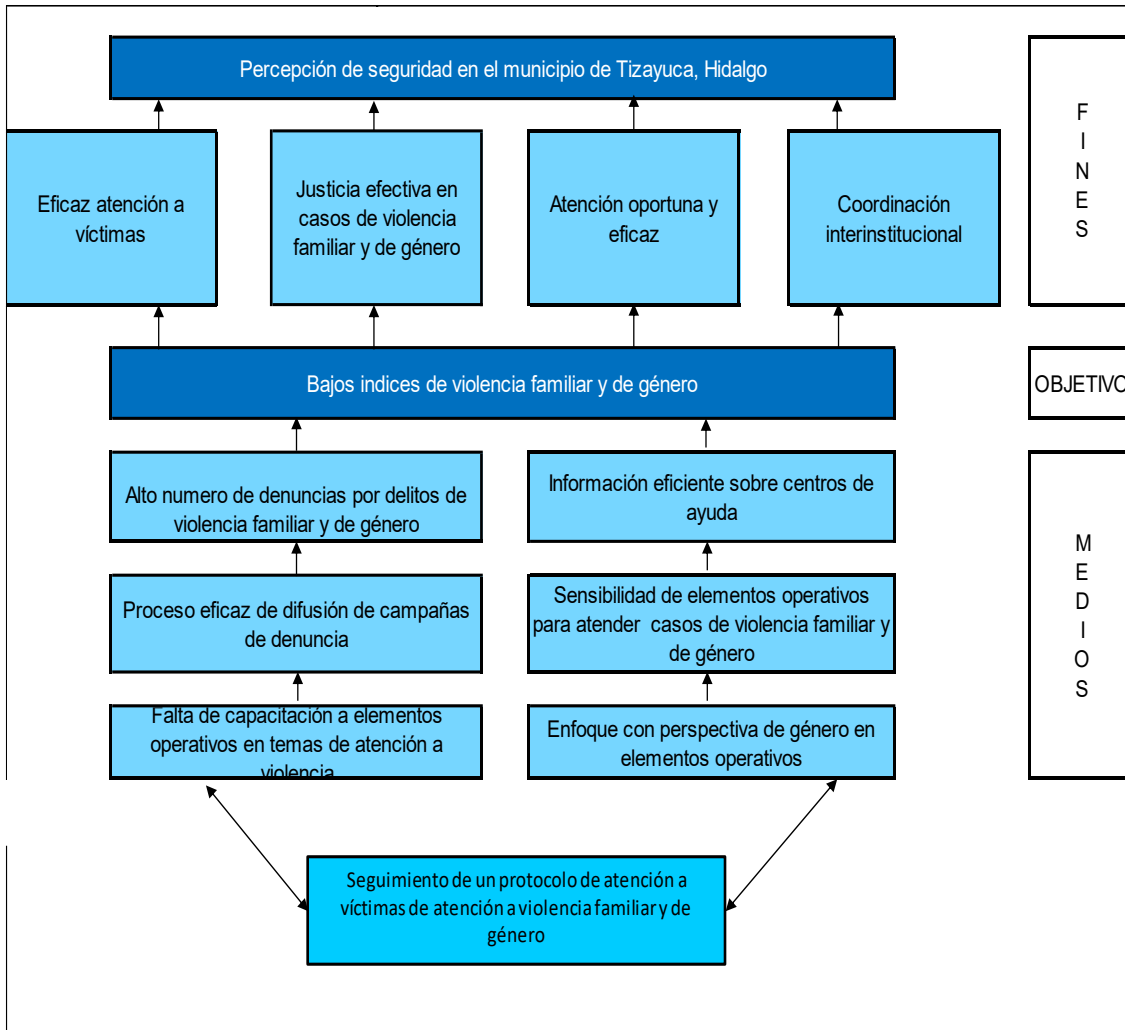 Percepción de seguridad en el municipio de Tizayuca, Hidalgo
Eficaz atención a
víctimas
Justicia efectiva en
casos de violencia
familiar y de género
Atención oportuna y
eficaz
Coordinación
interinstitucional
F
I
N
E
S
Bajos indices de violencia familiar y de género
OBJETIVO
Alto numero de denuncias por delitos de
violencia familiar y de género
Información eficiente sobre centros de
ayuda
Proceso eficaz de difusión de campañas
de denuncia
Sensibilidad de elementos operativos
para atender casos de violencia familiar y
de género
Falta de capacitación a elementos
operativos en temas de atención a
violencia
Enfoque con perspectiva de género en
elementos operativos
M
E
D
I
O
S
Seguimiento de un protocolo de atención a
víctimas de atención a violencia familiar y de
género